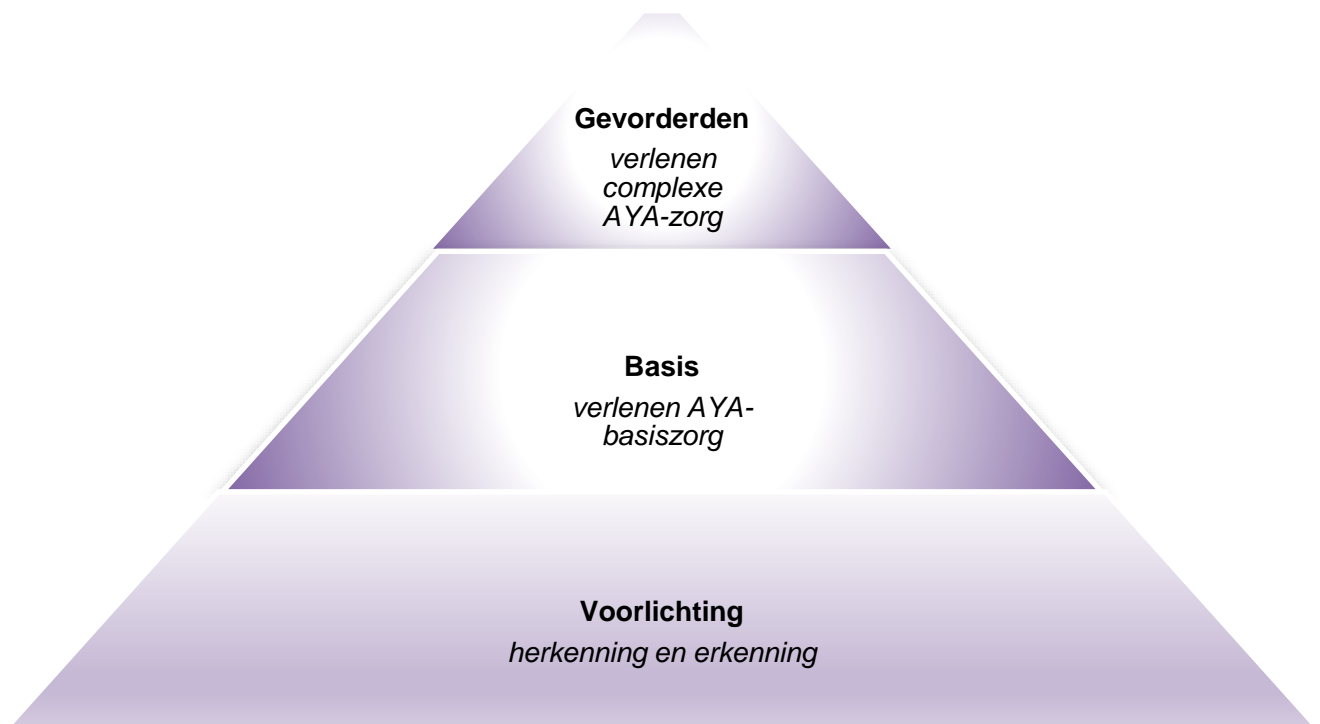 Gevorderden
verlenen
complexe
AYA-zorg
Basis
verlenen AYA-
basiszorg
Voorlichting
herkenning en erkenning